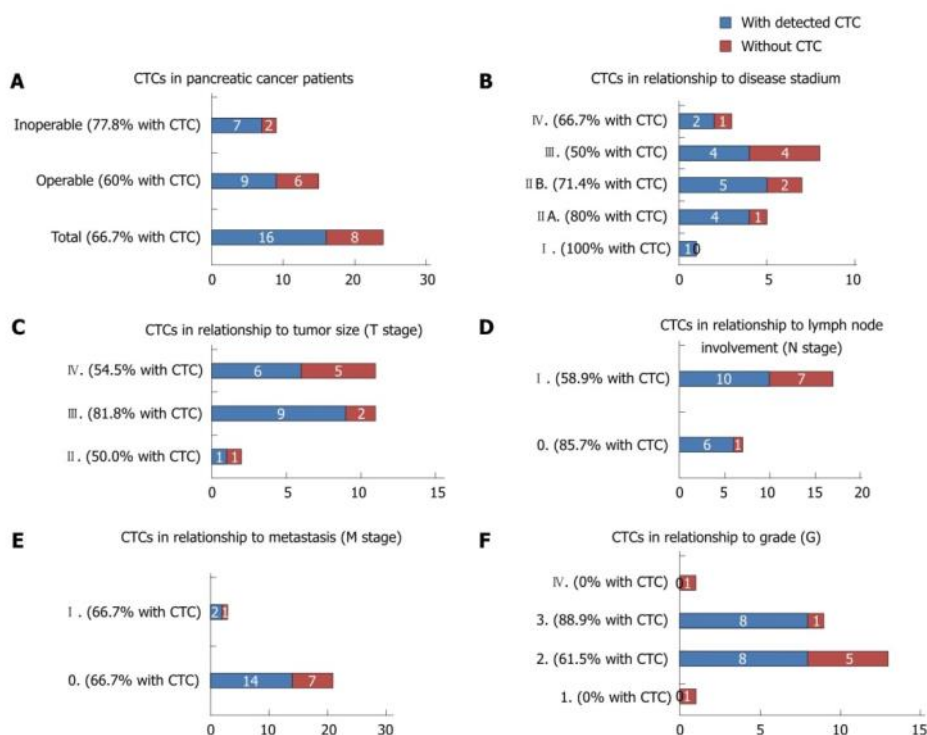 With detected CTC
Without CTC
A
CTCs in pancreatic cancer patients
Inoperable (77.8% with CTC)
7 2
Operable (60% with CTC)
9 6
Total (66.7% with CTC)
16 8
0 10 20 30
B
CTCs in relationship to disease stadium
Ⅳ. (66.7% with CTC)
2 1
Ⅲ. (50% with CTC)
4 4
ⅡB. (71.4% with CTC)
5 2
ⅡA. (80% with CTC)
4 1
Ⅰ. (100% with CTC)
1 0
0 5 10
C
CTCs in relationship to tumor size (T stage)
Ⅳ. (54.5% with CTC)
6 5
Ⅲ. (81.8% with CTC)
9 2
Ⅱ. (50.0% with CTC)
1 1
0 5 10 15
D
CTCs in relationship to lymph node
involvement (N stage)
Ⅰ. (58.9% with CTC)
10 7
0. (85.7% with CTC)
6 1
0 5 10 15 20
E
CTCs in relationship to metastasis (M stage)
Ⅰ. (66.7% with CTC)
2 1
0. (66.7% with CTC)
14 7
0 10 20 30
F
CTCs in relationship to grade (G)
Ⅳ. (0% with CTC)
0 1
3. (88.9% with CTC)
8 1
2. (61.5% with CTC)
8 5
1. (0% with CTC)
0 1
0 5 10 15